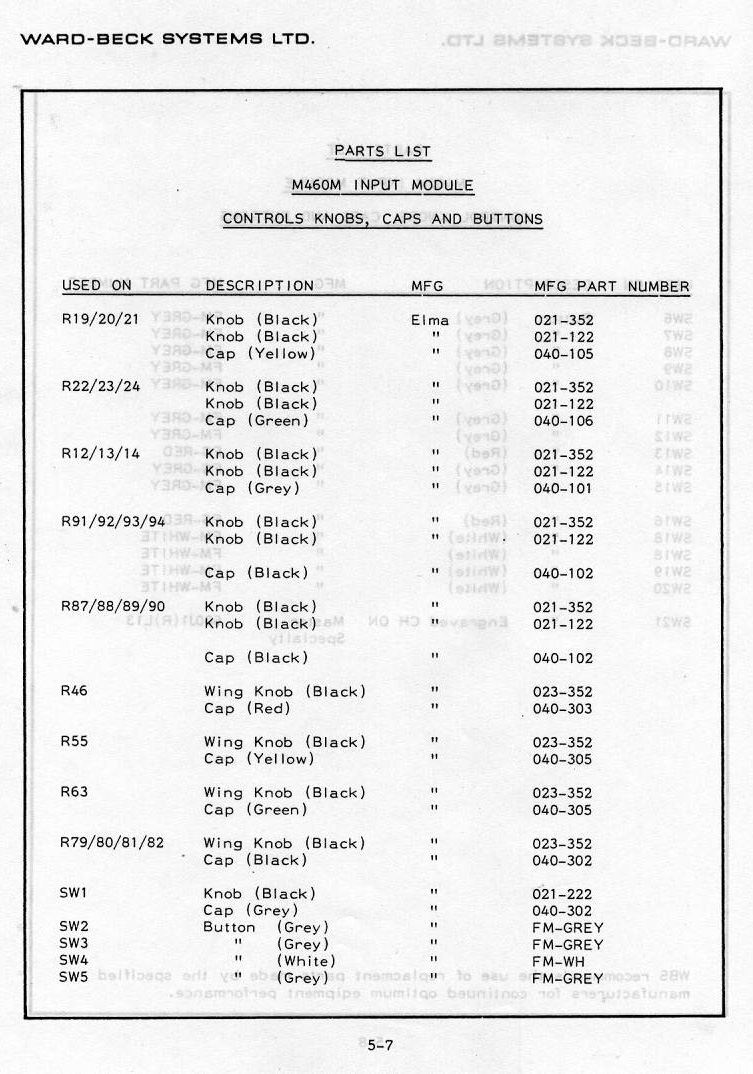 WARD-BECK SYSTEMS LTD.
PARTS LIST
M460M INPUT MODULE
CONTROLS KNOBS, CAPS AND BUTTONS
USED ON DESCRIPTION MFG MFG PART NUMBER
R19/20/21 Knob (Black) Elma 021-352
Knob (Black) " 021-122
Cap (Yellow) " 040-105
R22/23/24 Knob (Black) " 021-352
Knob (Black) " 021-122
Cap (Green) " 040-106
R12/13/14 Knob (Black) " 021-352
Knob (Black) " 021-122
Cap (Grey) " 040-101
R91/92/93/94 Knob (Black) " 021-352
Knob (Black) " 021-122
Cap (Black) " 040-102
R87/88/89/90 Knob (Black) " 021-352
Knob (Black) " 021-122
Cap (Black) " 040-102
R46 Wing Knob (Black) " 023-352
Cap (Red) " 040-303
R55 Wing Knob (Black) " 023-352
Cap (Yellow) " 040-305
R63 Wing Knob (Black) " 023-352
Cap (Green) " 040-305
R79/80/81/82 Wing Knob (Black) " 023-352
Cap (Black) " 040-302
SW1 Knob (Black) " 021-222
Cap (Grey) " 040-302
SW2 Button (Grey) " FM-GREY
SW3 " (Grey) " FM-GREY
SW4 " (White) " FM-WH
SW5 " (Grey) " FM-GREY
5-7